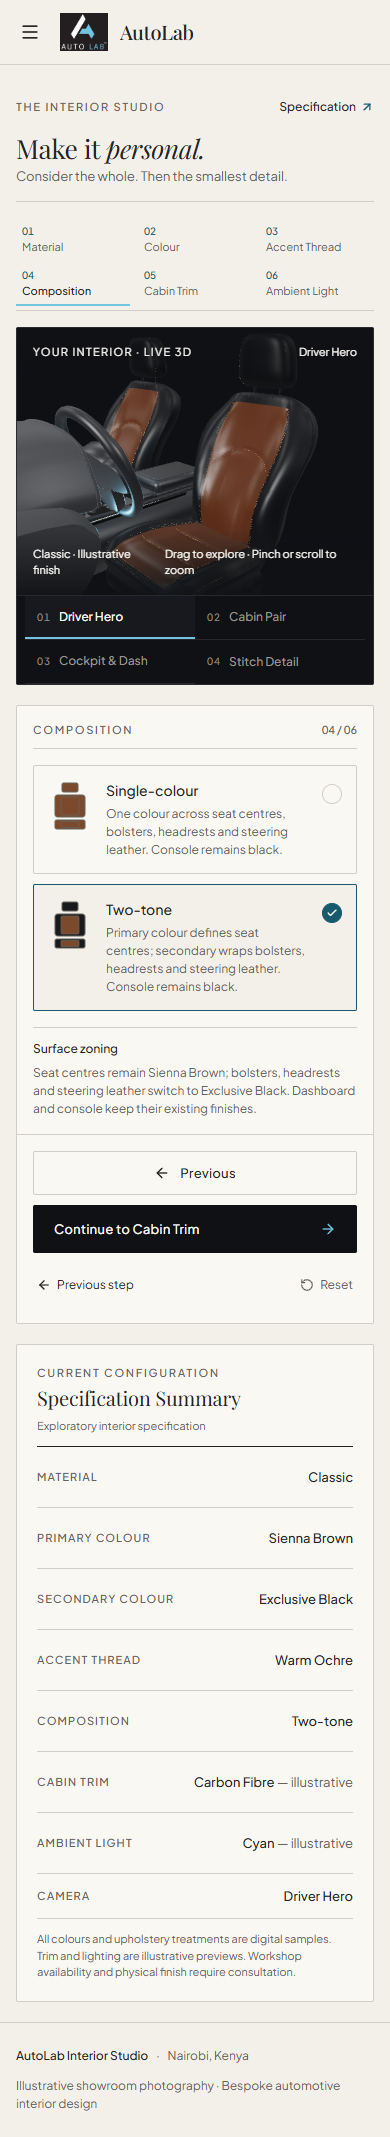 AUTO LAB
AutoLab
THE INTERIOR STUDIO
Specification
Make it personal.
Consider the whole. Then the smallest detail.
01
Material
02
Colour
03
Accent Thread
04
Composition
05
Cabin Trim
06
Ambient Light
YOUR INTERIOR · LIVE 3D
Driver Hero
Classic · Illustrative
finish
Drag to explore · Pinch or scroll to
zoom
01 Driver Hero
02 Cabin Pair
03 Cockpit & Dash
04 Stitch Detail
COMPOSITION
04 / 06
Single-colour
One colour across seat centres,
bolsters, headrests and steering
leather. Console remains black.
Two-tone
Primary colour defines seat
centres; secondary wraps bolsters,
headrests and steering leather.
Console remains black.
Surface zoning
Seat centres remain Sienna Brown; bolsters, headrests
and steering leather switch to Exclusive Black. Dashboard
and console keep their existing finishes.
Previous
Continue to Cabin Trim
Previous step
Reset
CURRENT CONFIGURATION
Specification Summary
Exploratory interior specification
MATERIAL
Classic
PRIMARY COLOUR
Sienna Brown
SECONDARY COLOUR
Exclusive Black
ACCENT THREAD
Warm Ochre
COMPOSITION
Two-tone
CABIN TRIM
Carbon Fibre — illustrative
AMBIENT LIGHT
Cyan — illustrative
CAMERA
Driver Hero
All colours and upholstery treatments are digital samples.
Trim and lighting are illustrative previews. Workshop
availability and physical finish require consultation.
AutoLab Interior Studio · Nairobi, Kenya
Illustrative showroom photography · Bespoke automotive
interior design